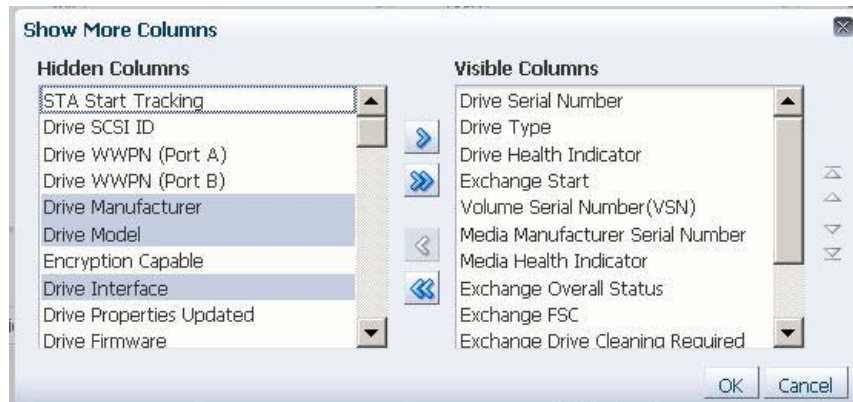 Show More Columns
Hidden Columns
STA Start Tracking
Drive SCSI ID
Drive WWPN (Port A)
Drive WWPN (Port B)
Drive Manufacturer
Drive Model
Encryption Capable
Drive Interface
Drive Properties Updated
Drive Firmware
Visible Columns
Drive Serial Number
Drive Type
Drive Health Indicator
Exchange Start
Volume Serial Number(VSN)
Media Manufacturer Serial Number
Media Health Indicator
Exchange Overall Status
Exchange FSC
Exchange Drive Cleaning Required
OK
Cancel